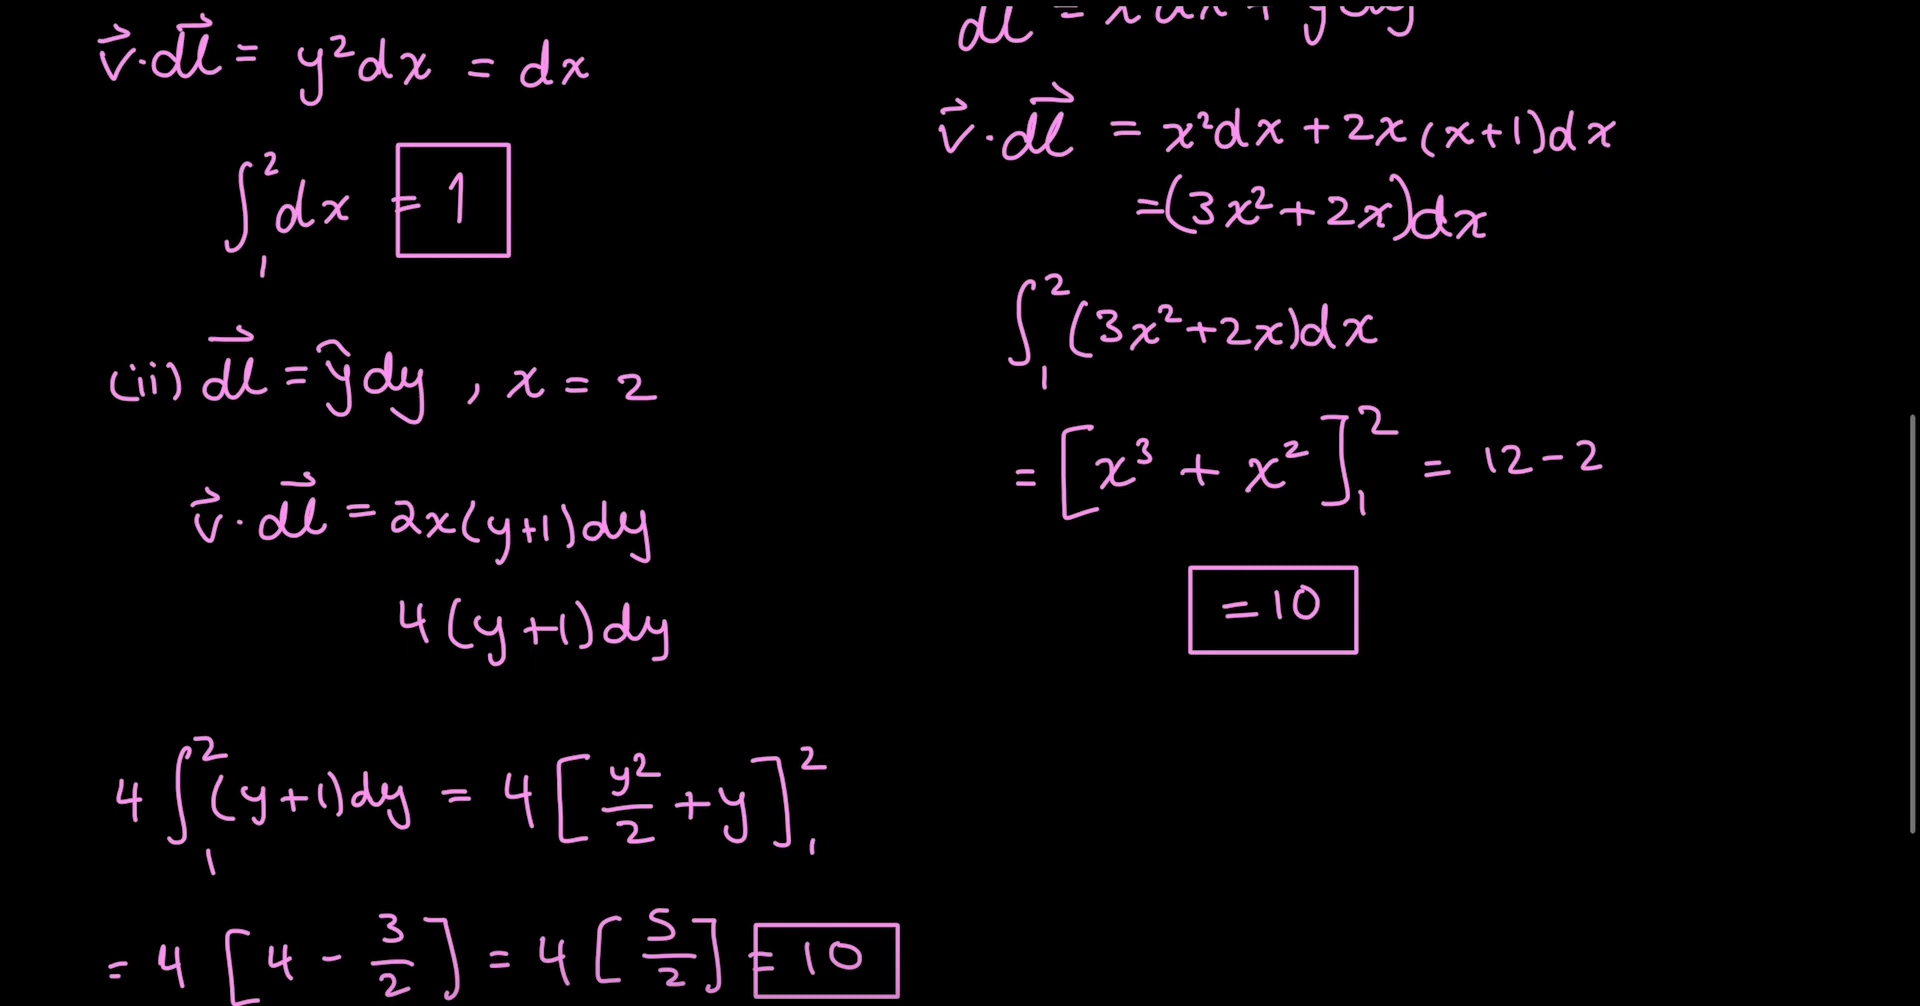 v⃗·dl⃗ = y²dx = dx
∫₁² dx = 1
(ii) dl⃗ = ŷdy , x = 2
v⃗·dl⃗ = 2x(y+1)dy
4(y+1)dy
4 ∫₁² (y+1)dy = 4 [ y²/2 + y ]₁²
= 4 [ 4 - 3/2 ] = 4 [ 5/2 ] = 10
v⃗·dl⃗ = x²dx + 2x(x+1)dx
= (3x² + 2x)dx
∫₁² (3x²+2x)dx
= [ x³ + x² ]₁² = 12 - 2
= 10